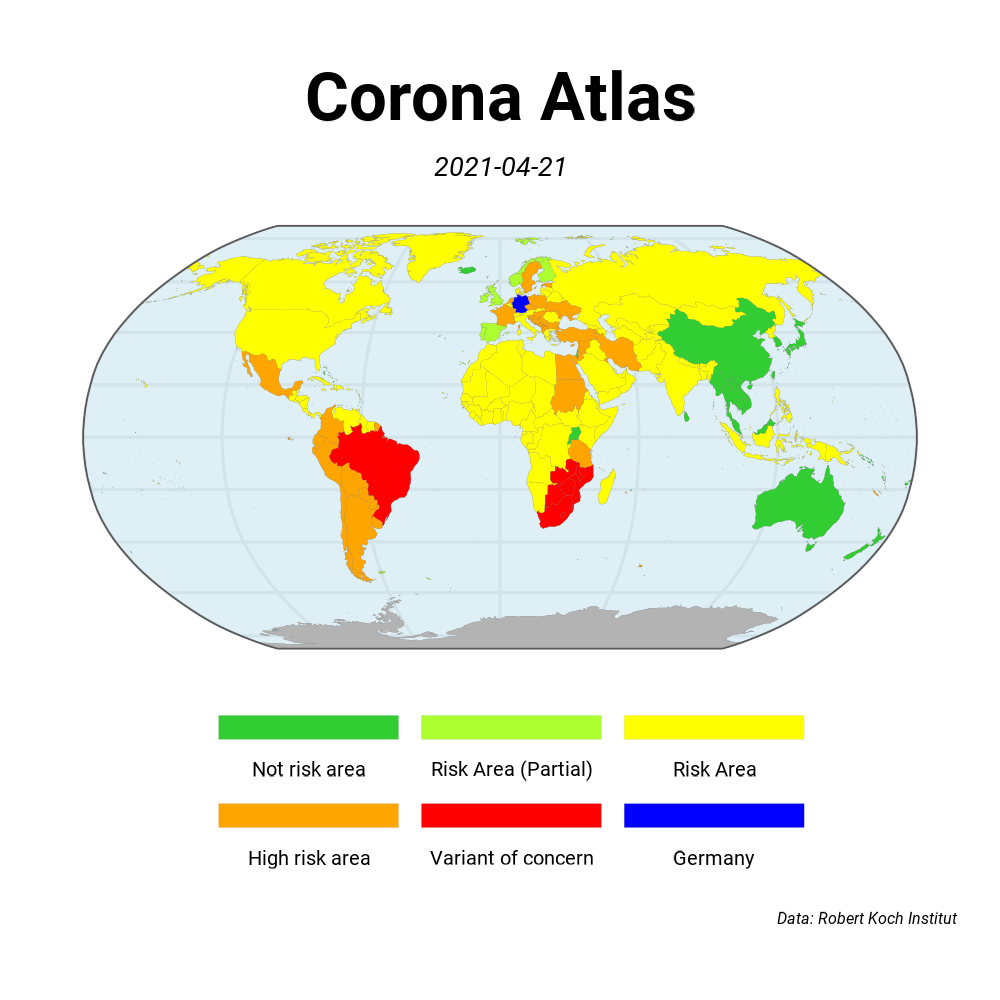 Corona Atlas
2021-04-21
Not risk area
Risk Area (Partial)
Risk Area
High risk area
Variant of concern
Germany
Data: Robert Koch Institut